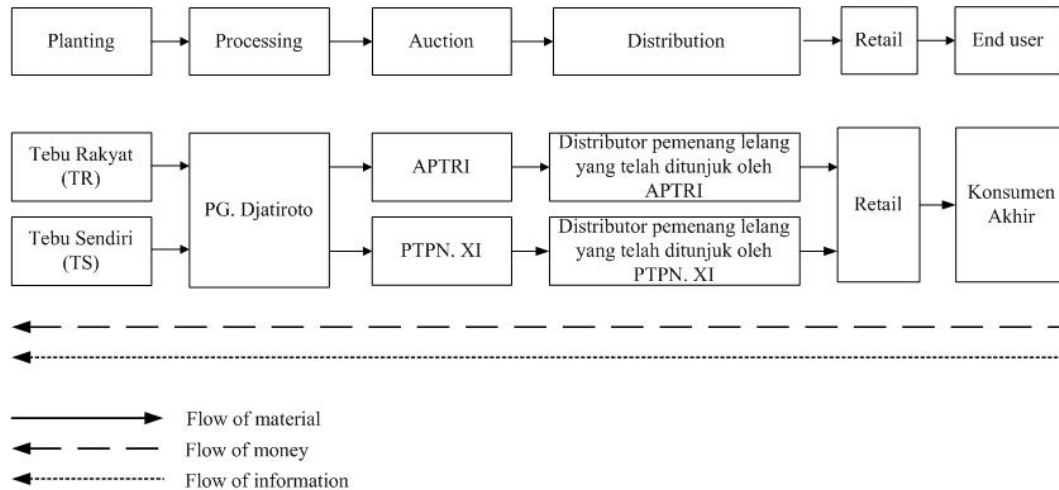 Planting
Processing
Auction
Distribution
Retail
End user
Tebu Rakyat
(TR)
Tebu Sendiri
(TS)
PG. Djatiroto
APTRI
PTPN. XI
Distributor pemenang lelang
yang telah ditunjuk oleh
APTRI
Distributor pemenang lelang
yang telah ditunjuk oleh
PTPN. XI
Retail
Konsumen
Akhir
Flow of material
Flow of money
Flow of information